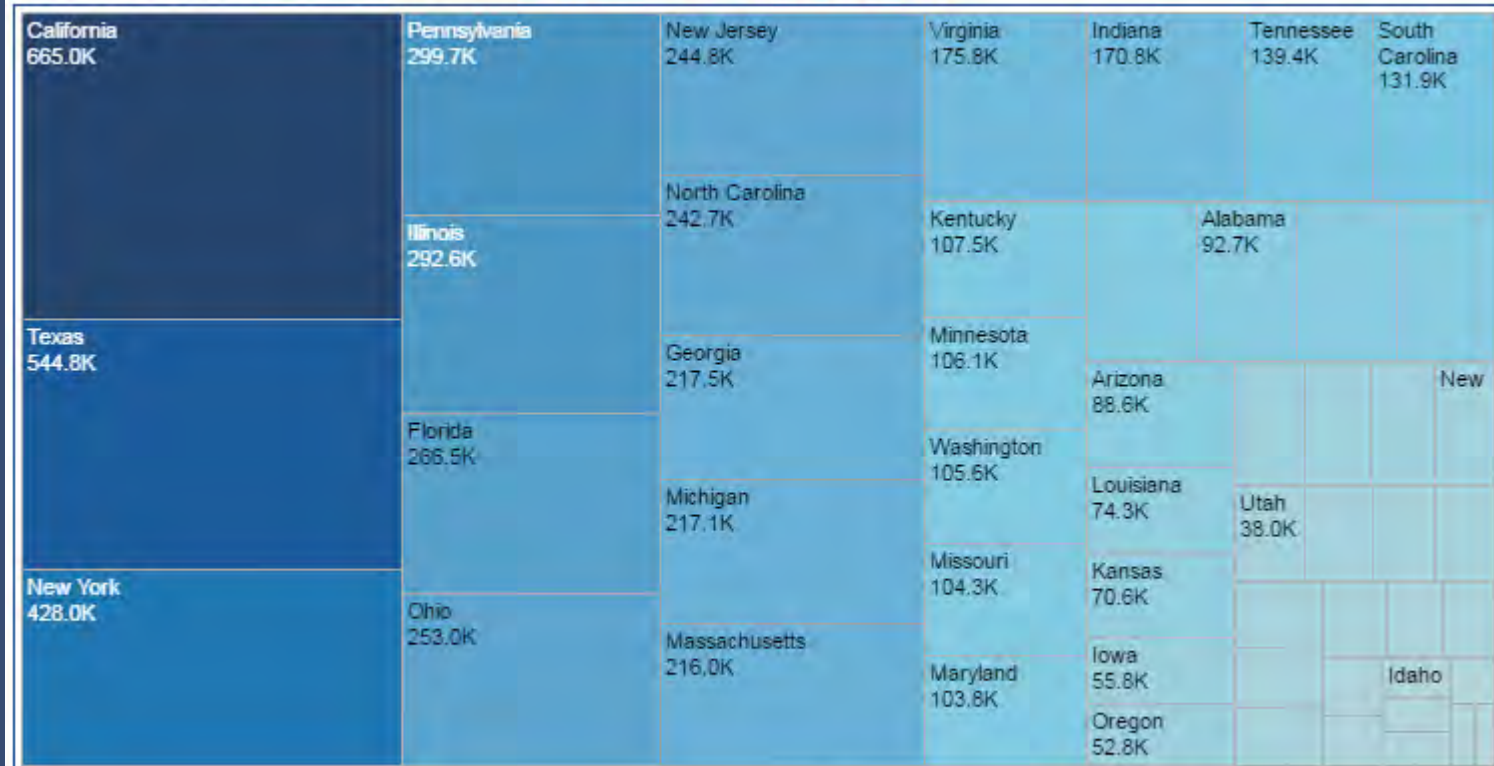 California
665.0K
Texas
544.8K
New York
428.0K
Pennsylvania
299.7K
Illinois
292.6K
Florida
266.5K
Ohio
253.0K
New Jersey
244.8K
North Carolina
242.7K
Georgia
217.5K
Michigan
217.1K
Massachusetts
216.0K
Virginia
175.8K
Indiana
170.8K
Tennessee
139.4K
South
Carolina
131.9K
Kentucky
107.5K
Minnesota
106.1K
Washington
105.6K
Missouri
104.3K
Maryland
103.8K
Alabama
92.7K
Arizona
88.6K
Louisiana
74.3K
Kansas
70.6K
Iowa
55.8K
Oregon
52.8K
New
Utah
38.0K
Idaho